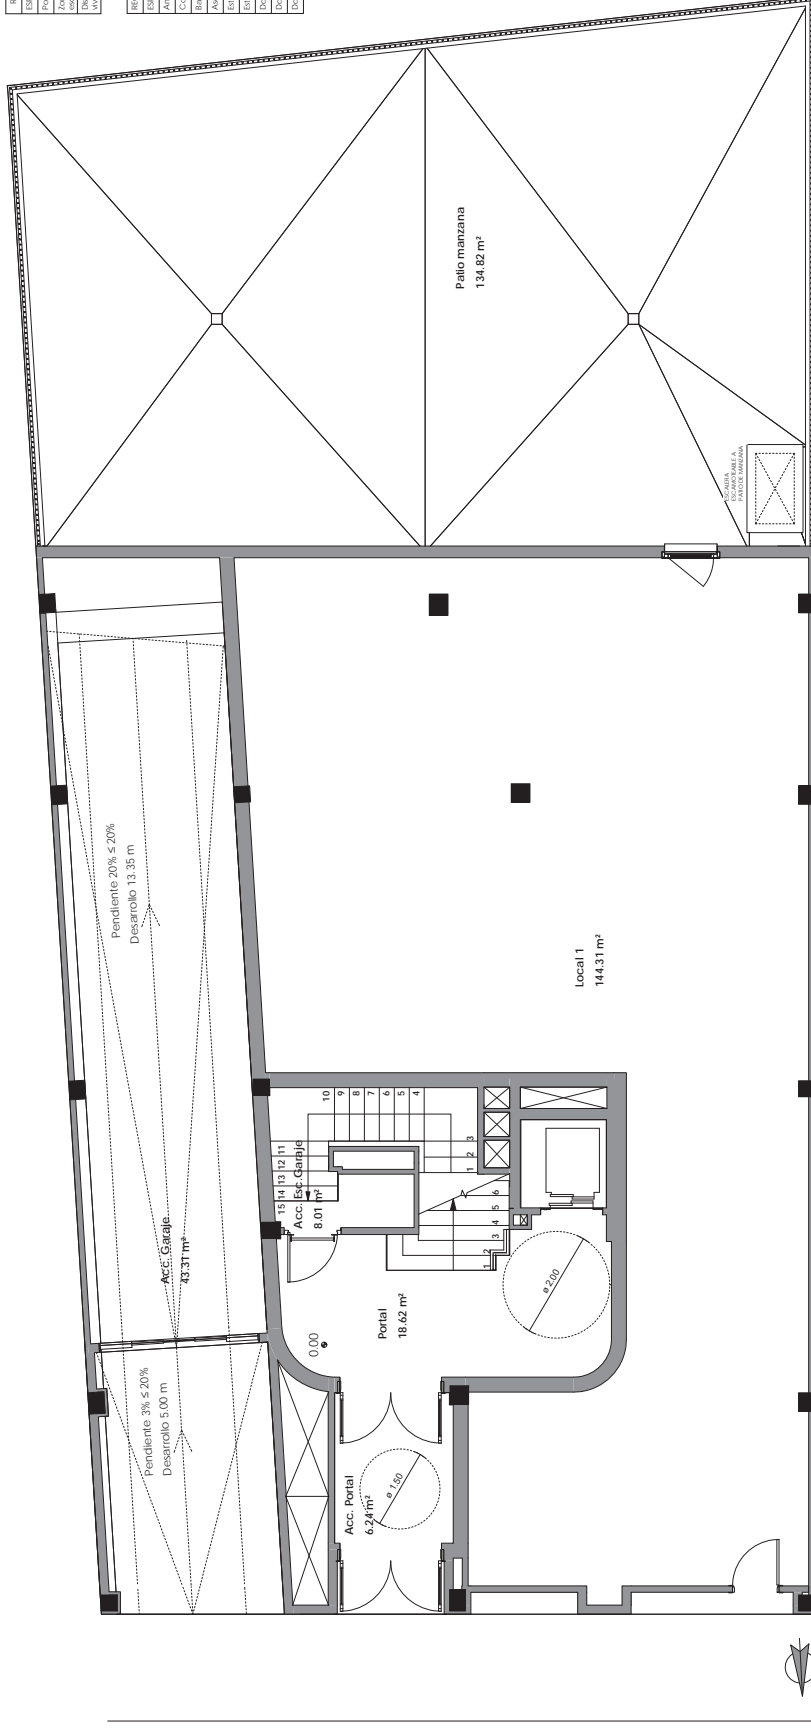 Patio manzana
134.82 m²
ESCALERA
ESCAMOTEABLE A
PATIO DE MANZANA
Pendiente 20% ≤ 20%
Desarrollo 13.35 m
Local 1
144.31 m²
10
9
8
7
6
5
4
15 14 13 12 11
1 2 3
Acc. Esc. Garaje
8.01 m²
1 2 3 4 5 6
Acc. Garaje
43.31 m²
Portal
18.62 m²
0.00
ø 2.00
Pendiente 3% ≤ 20%
Desarrollo 5.00 m
Acc. Portal
6.24 m²
ø 1.50